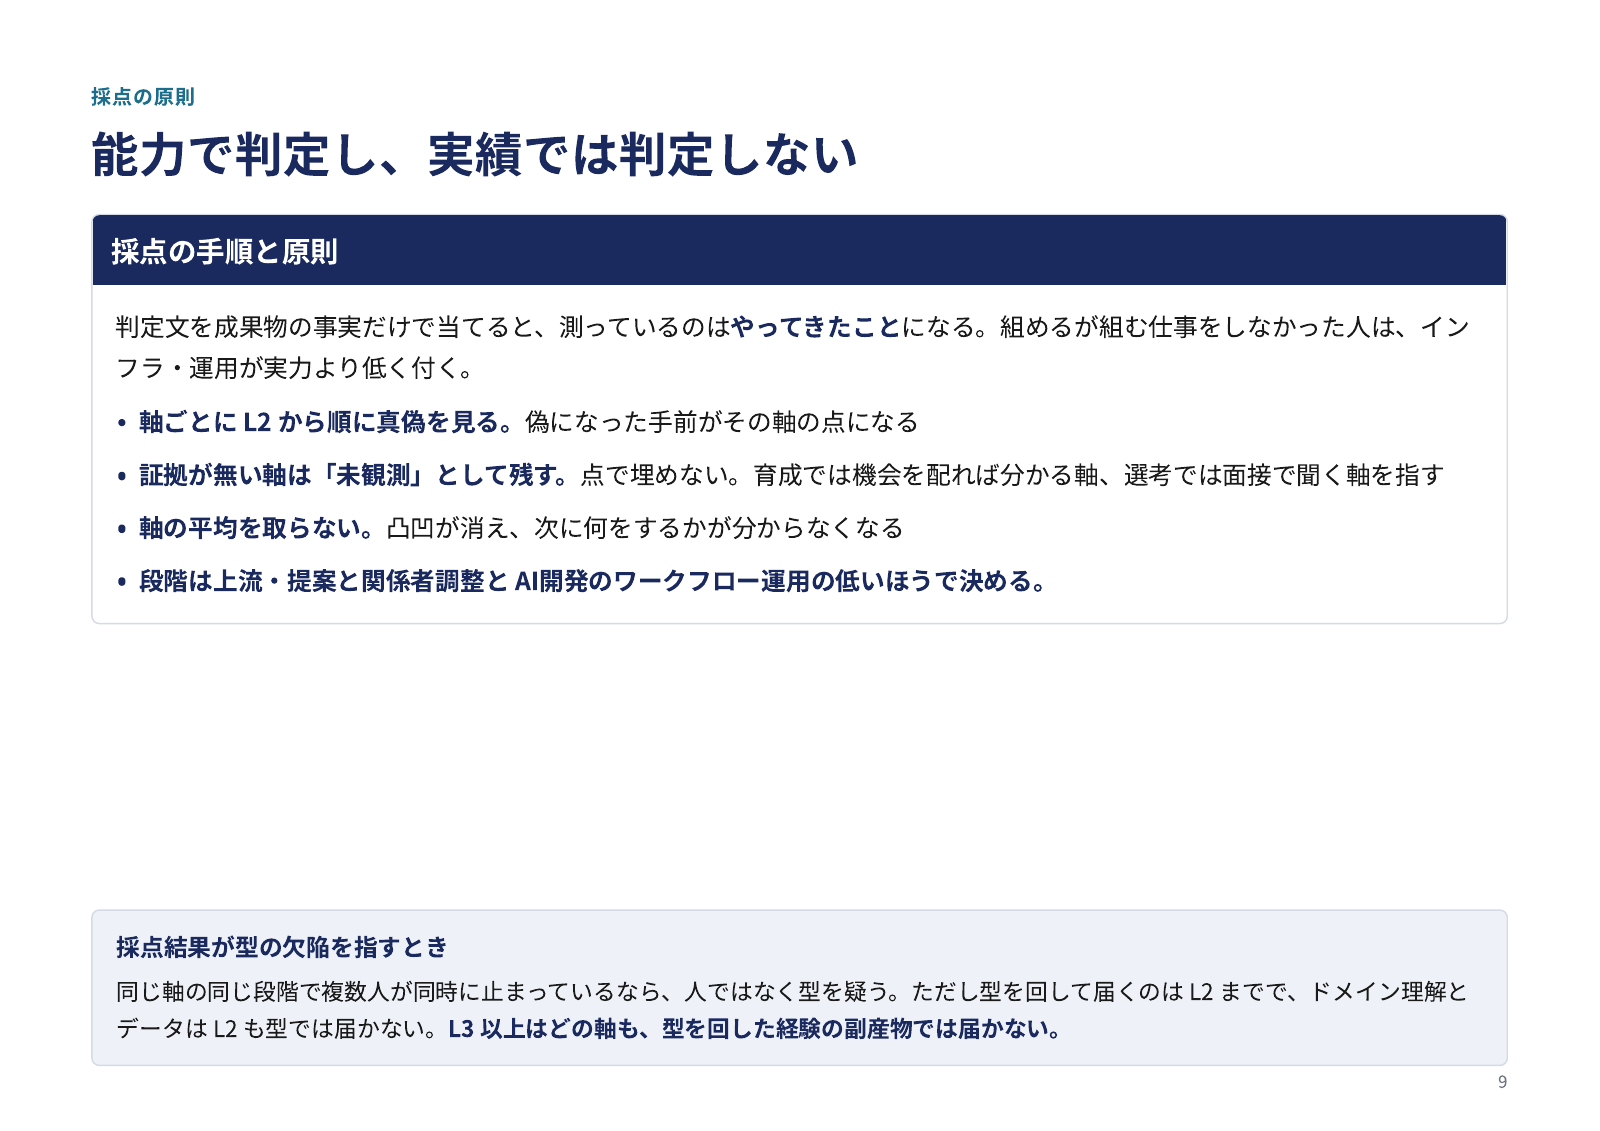 採点の原則
能力で判定し、実績では判定しない
採点の手順と原則
判定文を成果物の事実だけで当てると、測っているのはやってきたことになる。組めるが組む仕事をしなかった人は、イン
フラ・運用が実力より低く付く。
• 軸ごとに L2 から順に真偽を見る。偽になった手前がその軸の点になる
• 証拠が無い軸は「未観測」として残す。点で埋めない。育成では機会を配れば分かる軸、選考では面接で聞く軸を指す
• 軸の平均を取らない。凸凹が消え、次に何をするかが分からなくなる
• 段階は上流・提案と関係者調整と AI開発のワークフロー運用の低いほうで決める。
採点結果が型の欠陥を指すとき
同じ軸の同じ段階で複数人が同時に止まっているなら、人ではなく型を疑う。ただし型を回して届くのは L2 までで、ドメイン理解と
データは L2 も型では届かない。L3 以上はどの軸も、型を回した経験の副産物では届かない。
9